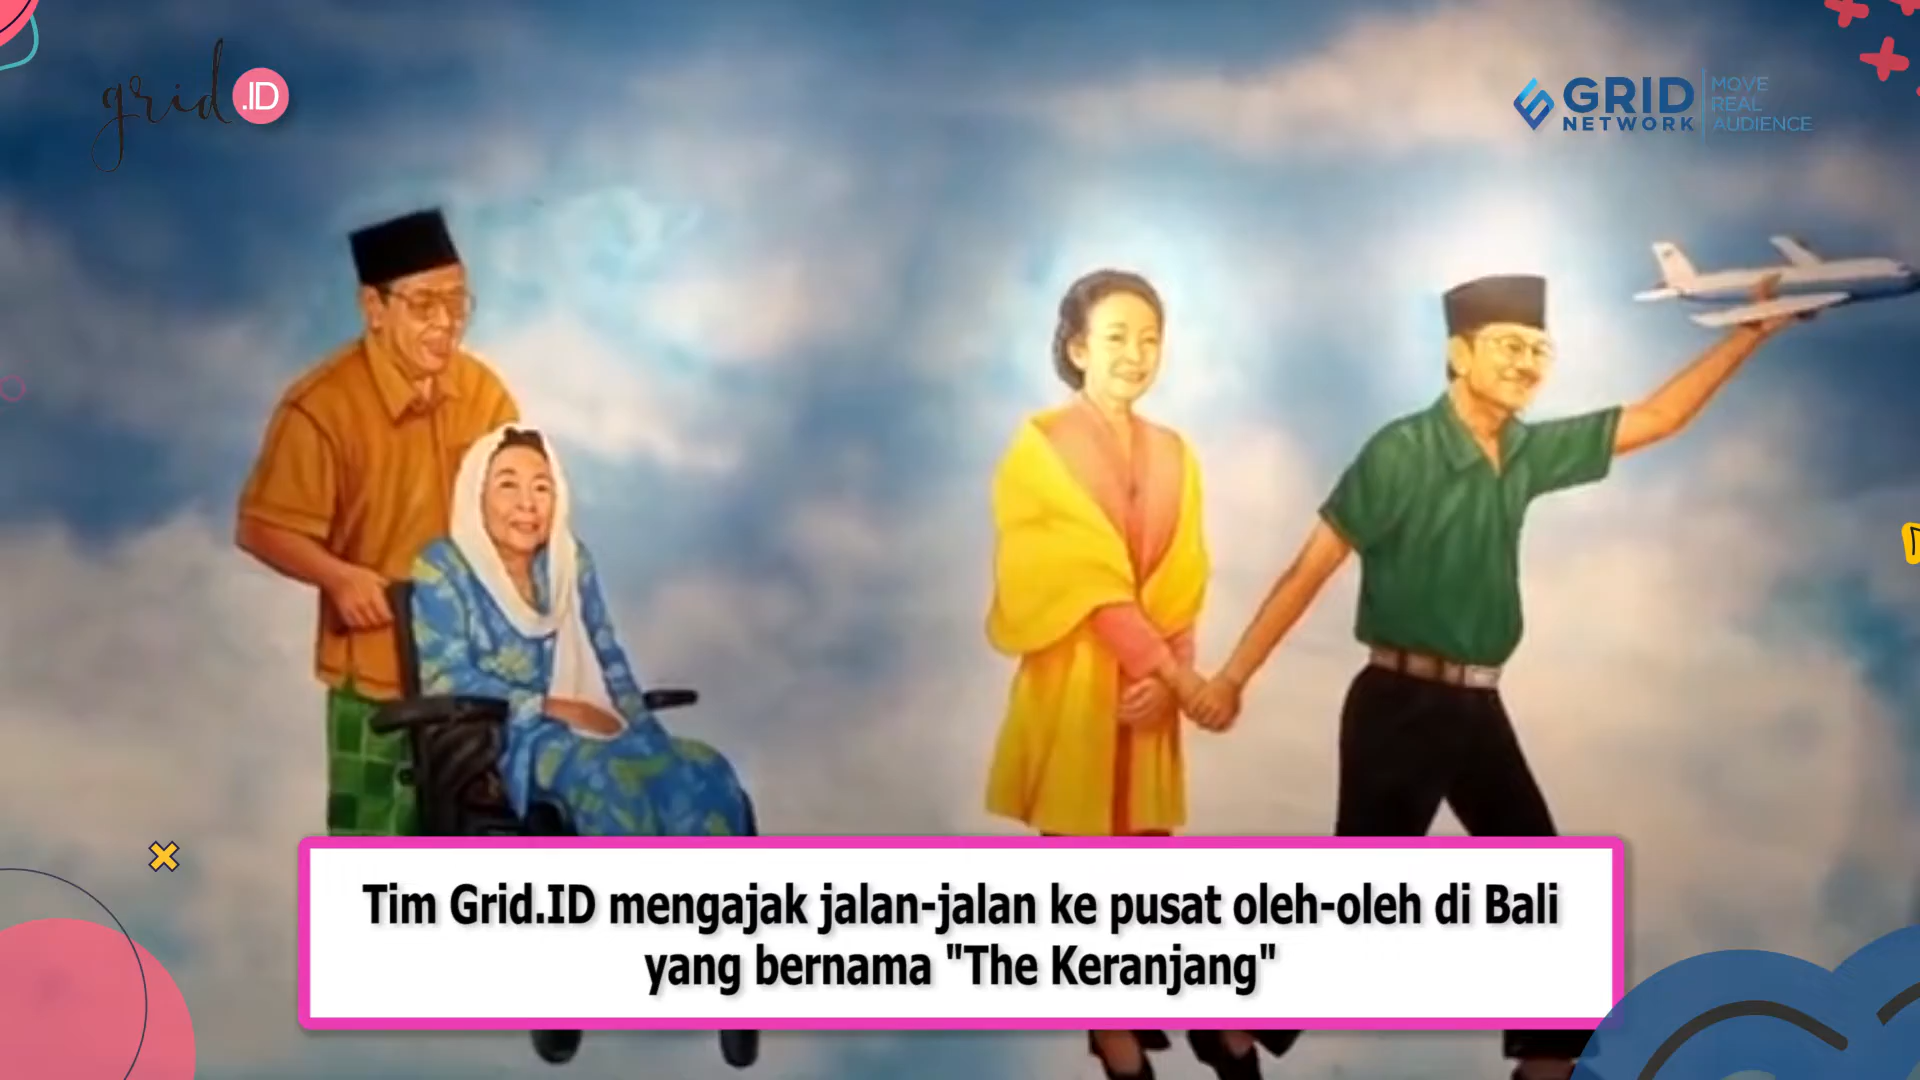 grid .ID
GRID
NETWORK
MOVE
REAL
AUDIENCE
Tim Grid.ID mengajak jalan-jalan ke pusat oleh-oleh di Bali
yang bernama "The Keranjang"